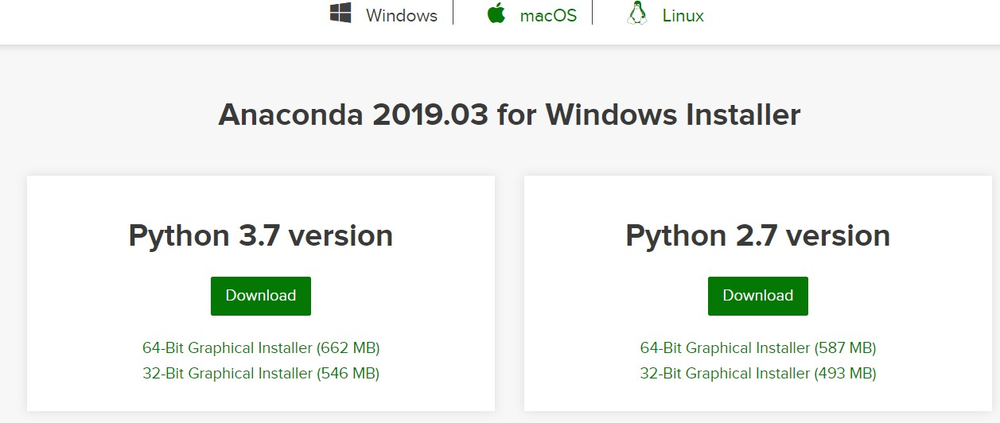 Windows
macOS
Linux
Anaconda 2019.03 for Windows Installer
Python 3.7 version
Download
64-Bit Graphical Installer (662 MB)
32-Bit Graphical Installer (546 MB)
Python 2.7 version
Download
64-Bit Graphical Installer (587 MB)
32-Bit Graphical Installer (493 MB)